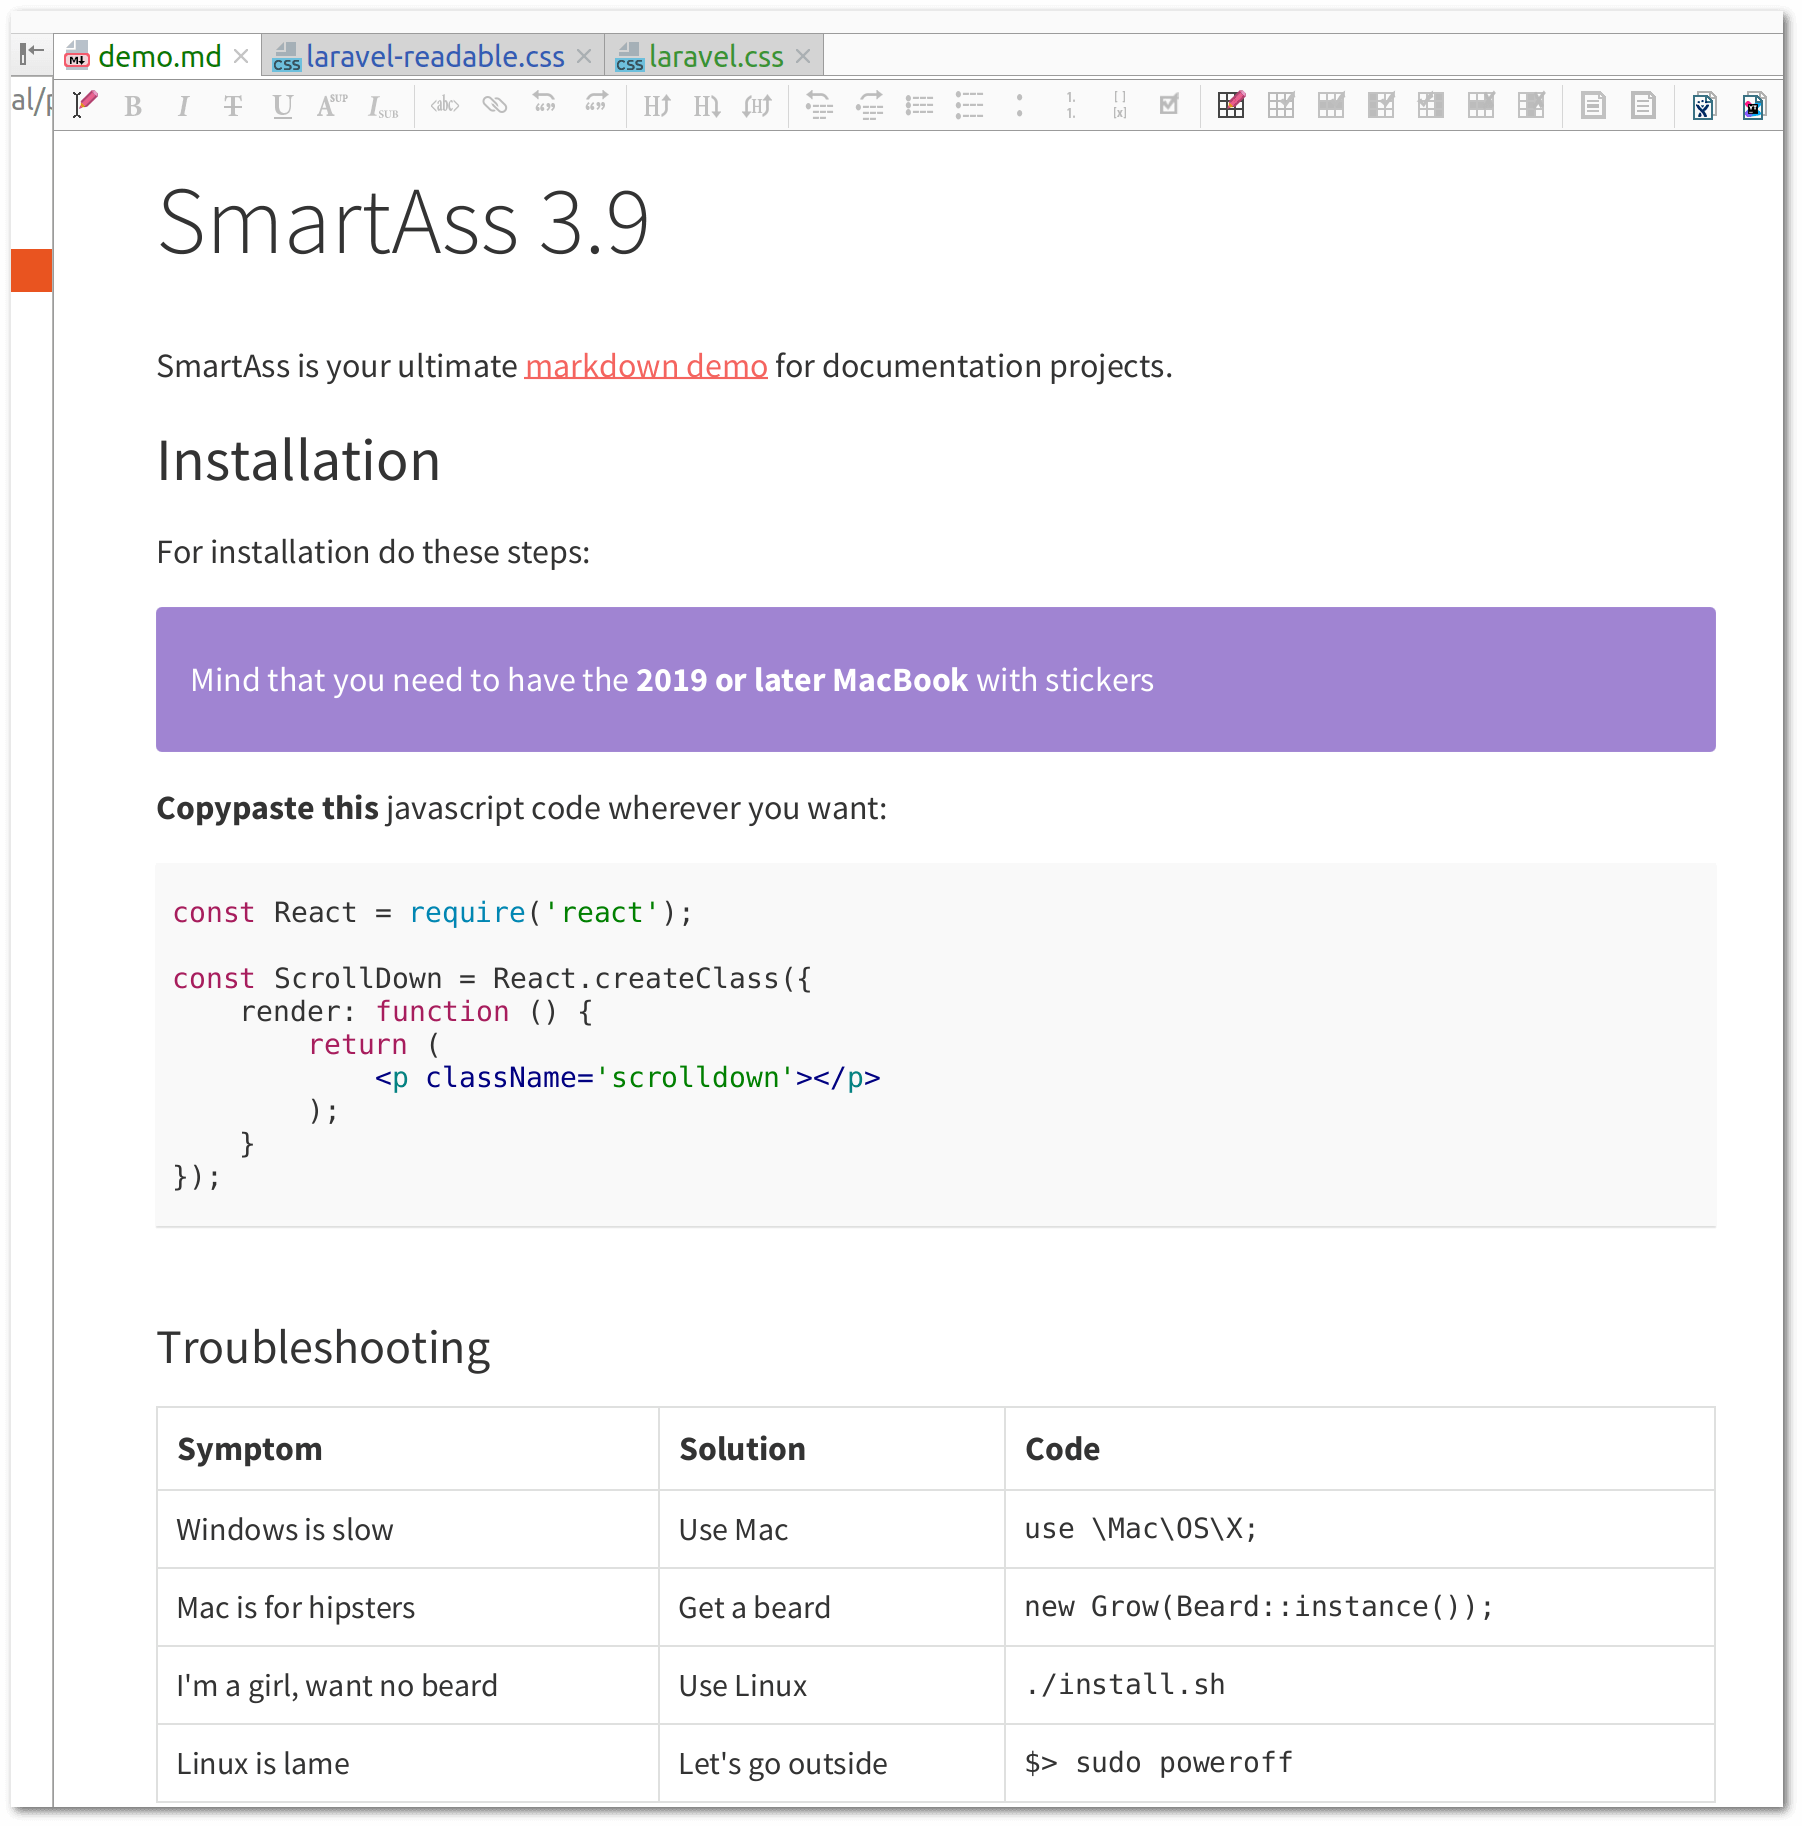 demo.md
laravel-readable.css
laravel.css
SmartAss 3.9
SmartAss is your ultimate markdown demo for documentation projects.
Installation
For installation do these steps:
Mind that you need to have the 2019 or later MacBook with stickers
Copypaste this javascript code wherever you want:
const React = require('react');
const ScrollDown = React.createClass({
    render: function () {
        return (
            <p className='scrolldown'></p>
        );
    }
});
Troubleshooting
Symptom Solution Code
Windows is slow Use Mac use \Mac\OS\X;
Mac is for hipsters Get a beard new Grow(Beard::instance());
I'm a girl, want no beard Use Linux ./install.sh
Linux is lame Let's go outside $> sudo poweroff